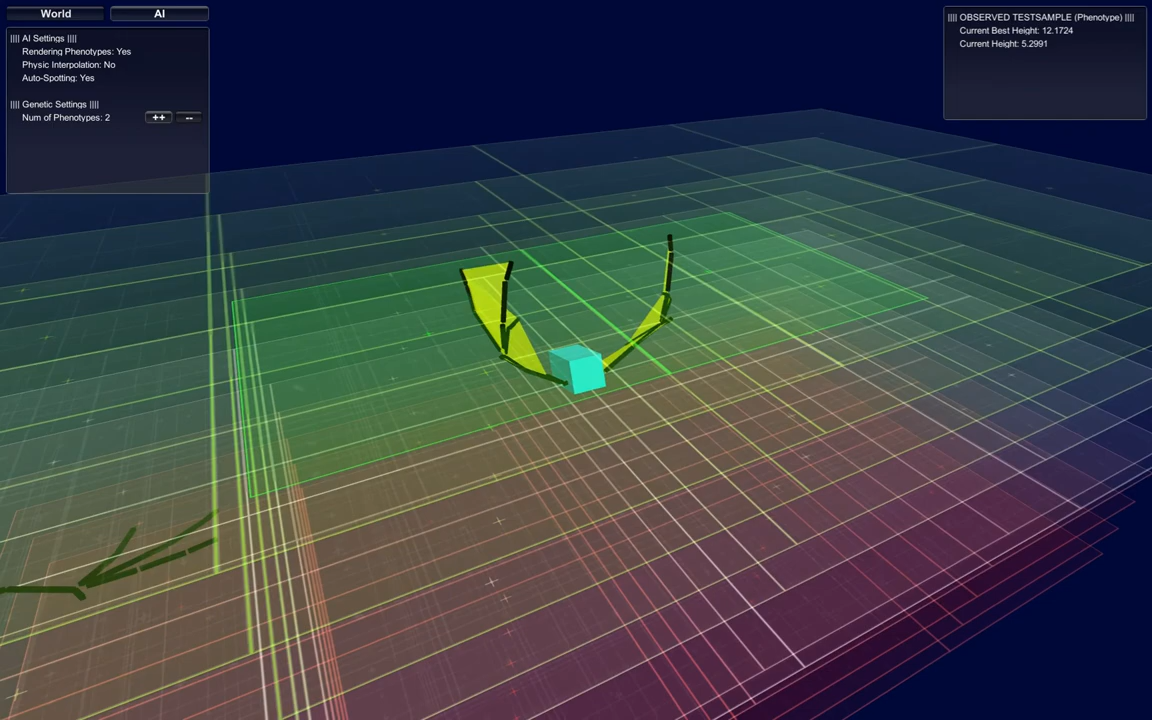 World
AI
|||| AI Settings ||||
Rendering Phenotypes: Yes
Physic Interpolation: No
Auto-Spotting: Yes
|||| Genetic Settings ||||
Num of Phenotypes: 2
++
--
|||| OBSERVED TESTSAMPLE (Phenotype) ||||
Current Best Height: 12.1724
Current Height: 5.2991